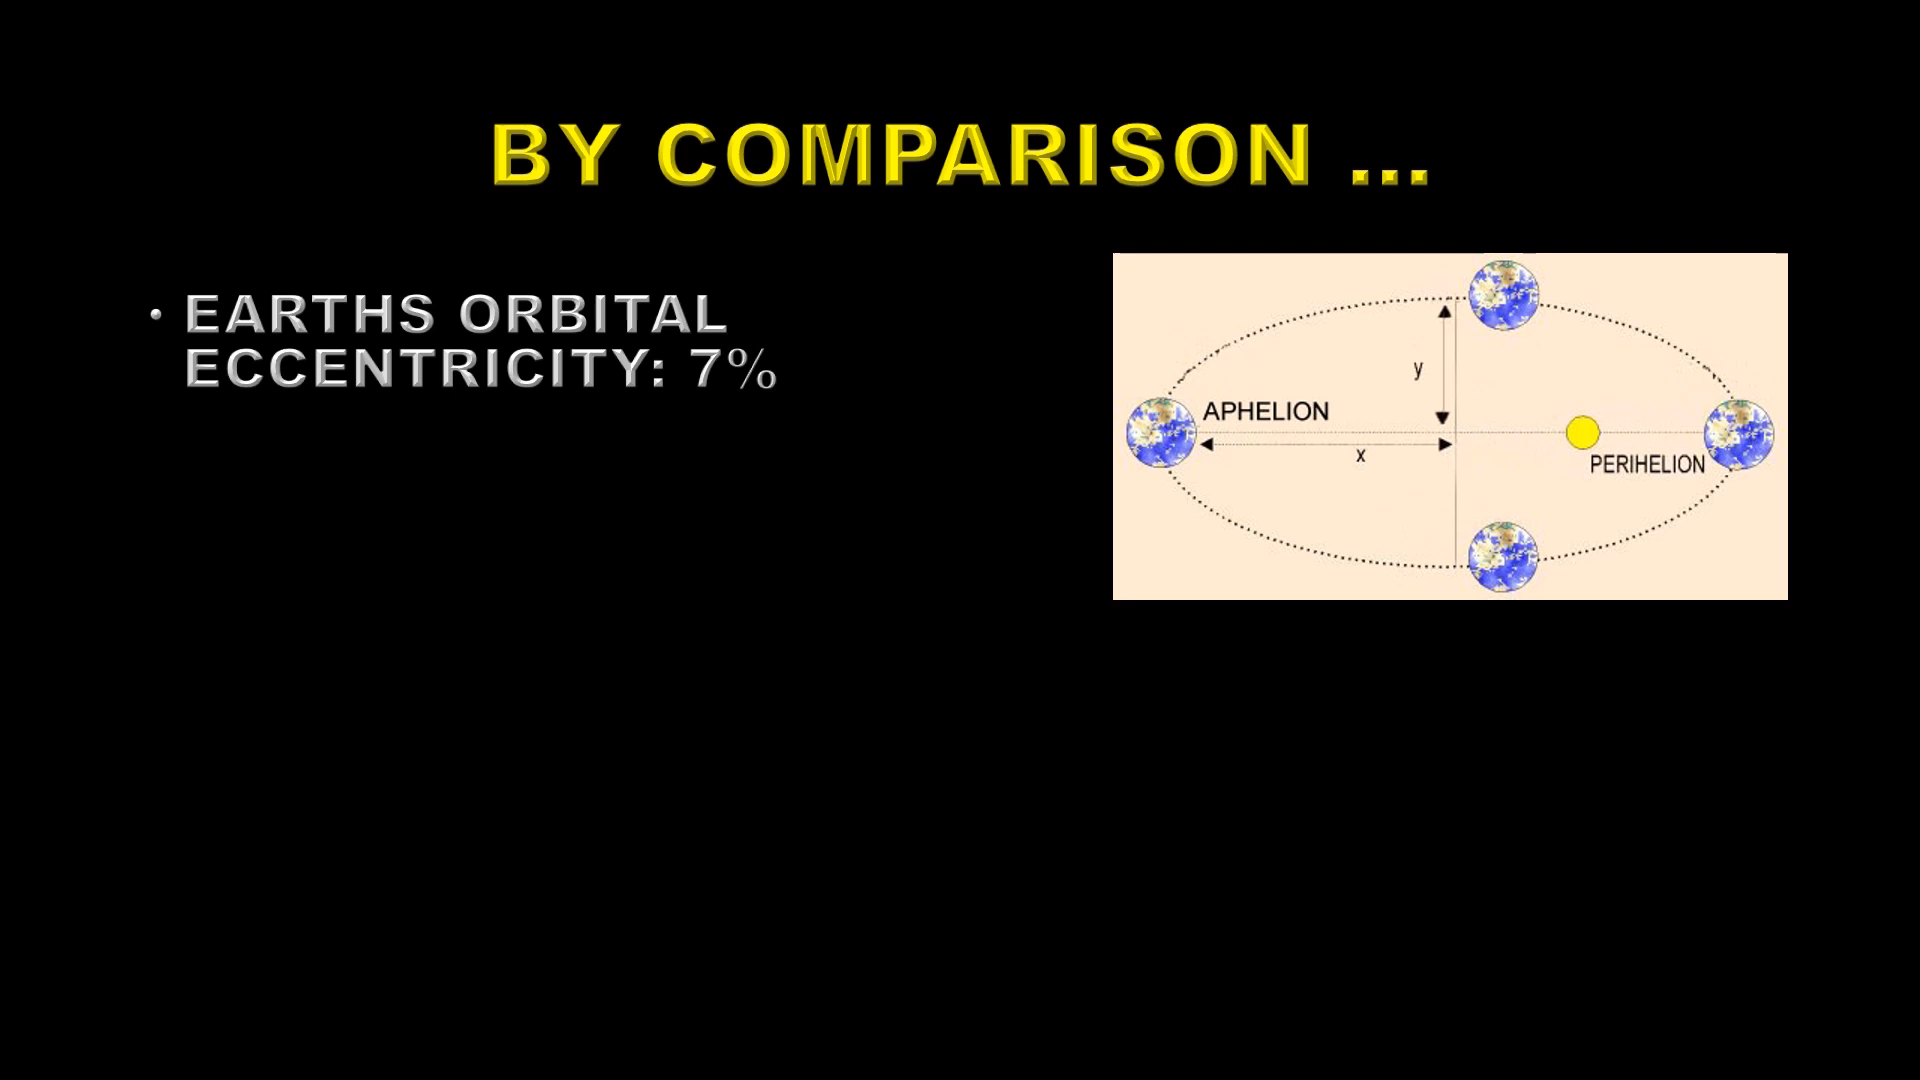 BY COMPARISON ...
• EARTHS ORBITAL
ECCENTRICITY: 7%
y
APHELION
x
PERIHELION